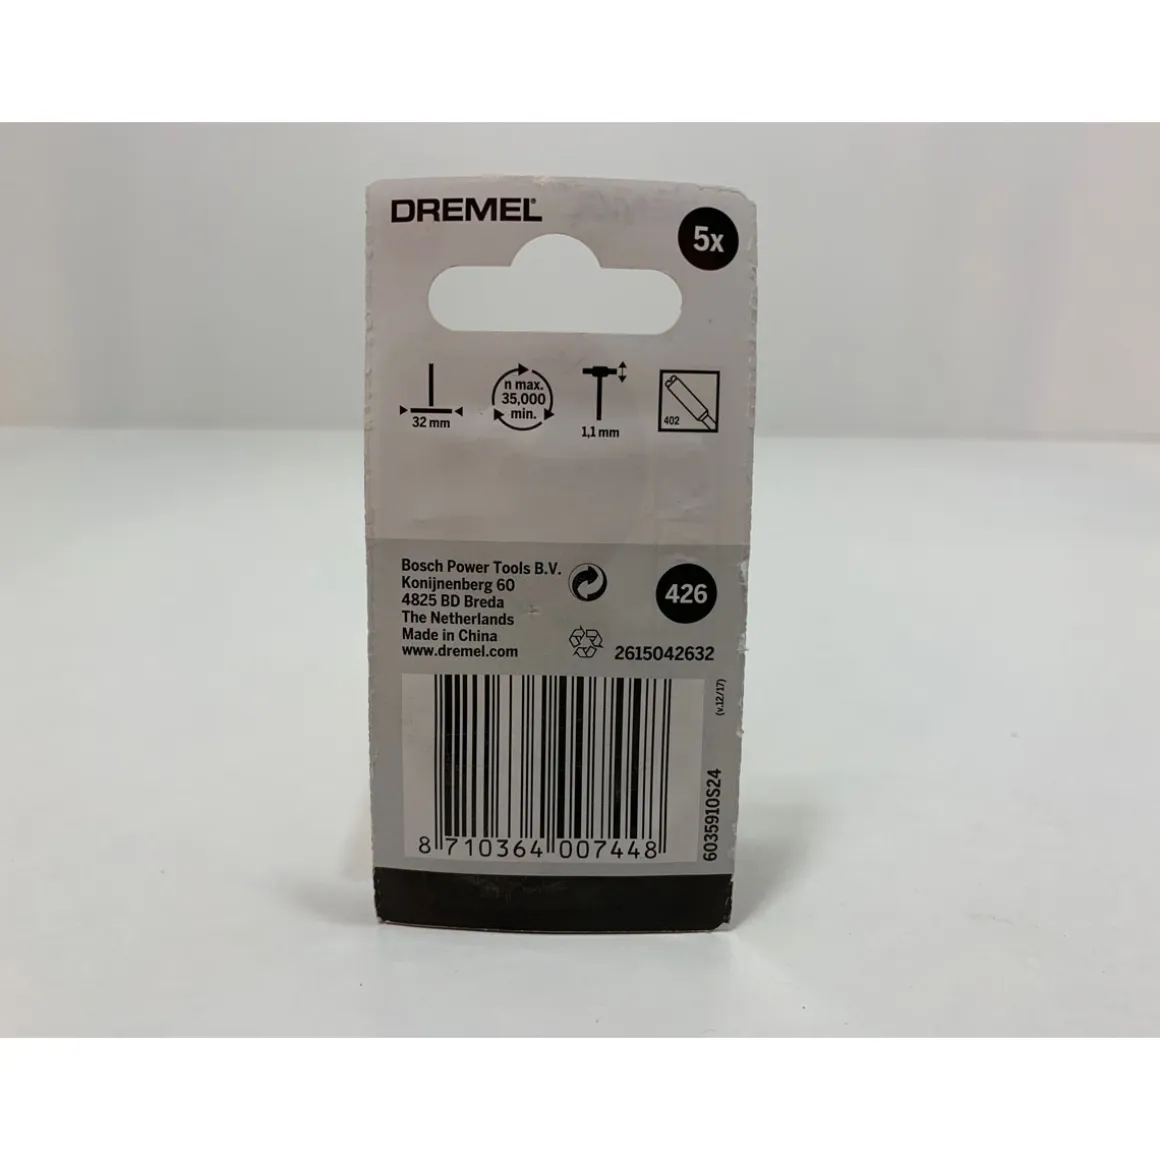 DREMEL®
5x
32 mm
n max.
35,000
min.
1,1 mm
402
Bosch Power Tools B.V.
Konijnenberg 60
4825 BD Breda
The Netherlands
Made in China
www.dremel.com
426
2615042632
(v.12/17)
6035910S24
8 710364 007448